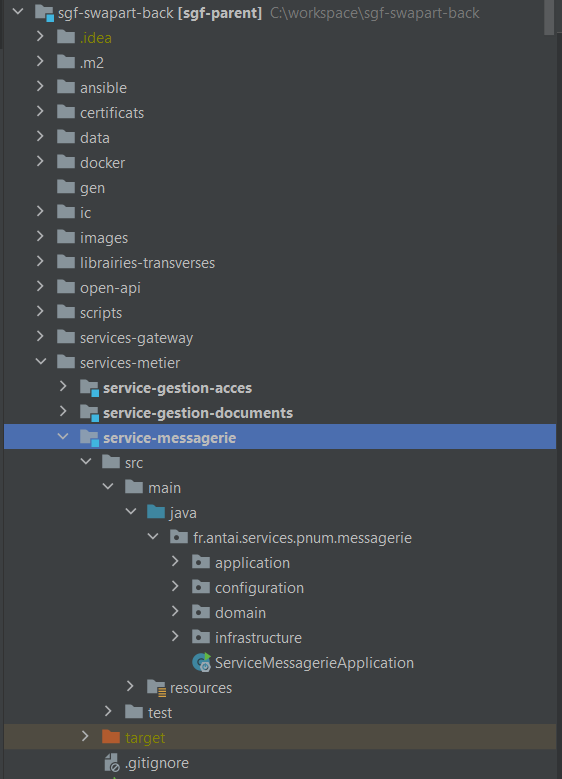 sgf-swapart-back [sgf-parent] C:\workspace\sgf-swapart-back
.idea
.m2
ansible
certificats
data
docker
gen
ic
images
librairies-transverses
open-api
scripts
services-gateway
services-metier
service-gestion-acces
service-gestion-documents
service-messagerie
src
main
java
fr.antai.services.pnum.messagerie
application
configuration
domain
infrastructure
ServiceMessagerieApplication
resources
test
target
.gitignore